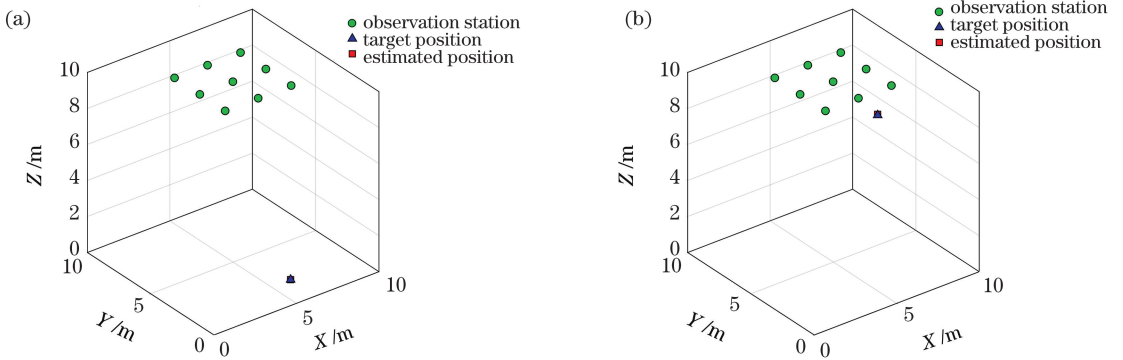 (a)
observation station
target position
estimated position
10
8
6
4
2
0
Z/m
10
5
0
Y/m
0
5
10
X/m
(b)
observation station
target position
estimated position
10
8
6
4
2
0
Z/m
10
5
0
Y/m
0
5
10
X/m